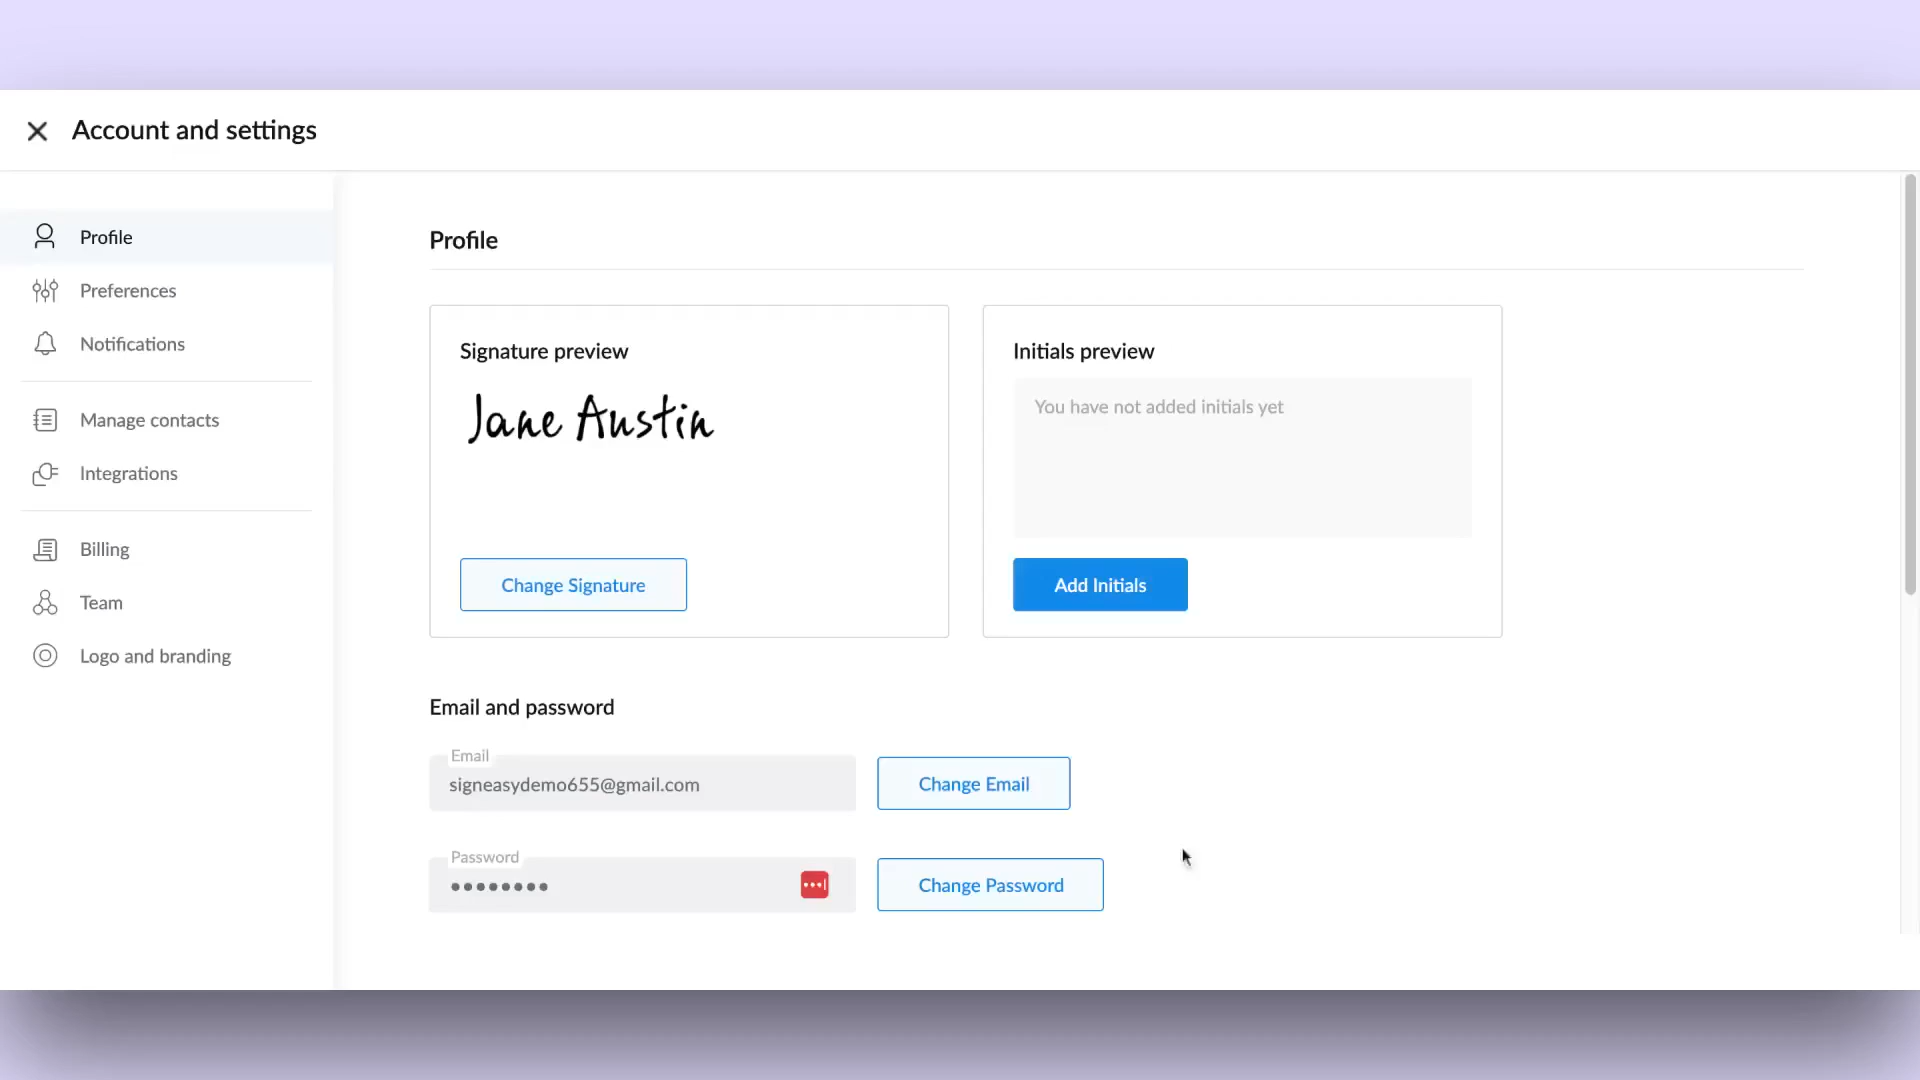 Account and settings
Profile
Preferences
Notifications
Manage contacts
Integrations
Billing
Team
Logo and branding
Profile
Signature preview
Jane Austin
Change Signature
Initials preview
You have not added initials yet
Add Initials
Email and password
Email
signeasydemo655@gmail.com
Change Email
Password
••••••••
Change Password